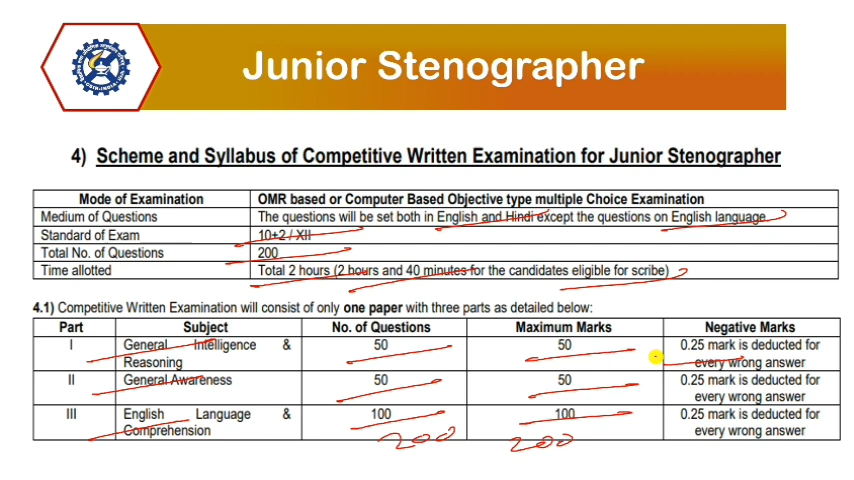 Junior Stenographer
4) Scheme and Syllabus of Competitive Written Examination for Junior Stenographer
Mode of Examination OMR based or Computer Based Objective type multiple Choice Examination
Medium of Questions The questions will be set both in English and Hindi except the questions on English language
Standard of Exam 10+2 / XII
Total No. of Questions 200
Time allotted Total 2 hours (2 hours and 40 minutes for the candidates eligible for scribe)
4.1) Competitive Written Examination will consist of only one paper with three parts as detailed below:
Part Subject No. of Questions Maximum Marks Negative Marks
I General Intelligence & 50 50 0.25 mark is deducted for
Reasoning every wrong answer
II General Awareness 50 50 0.25 mark is deducted for
every wrong answer
III English Language & 100 100 0.25 mark is deducted for
Comprehension every wrong answer
200 200